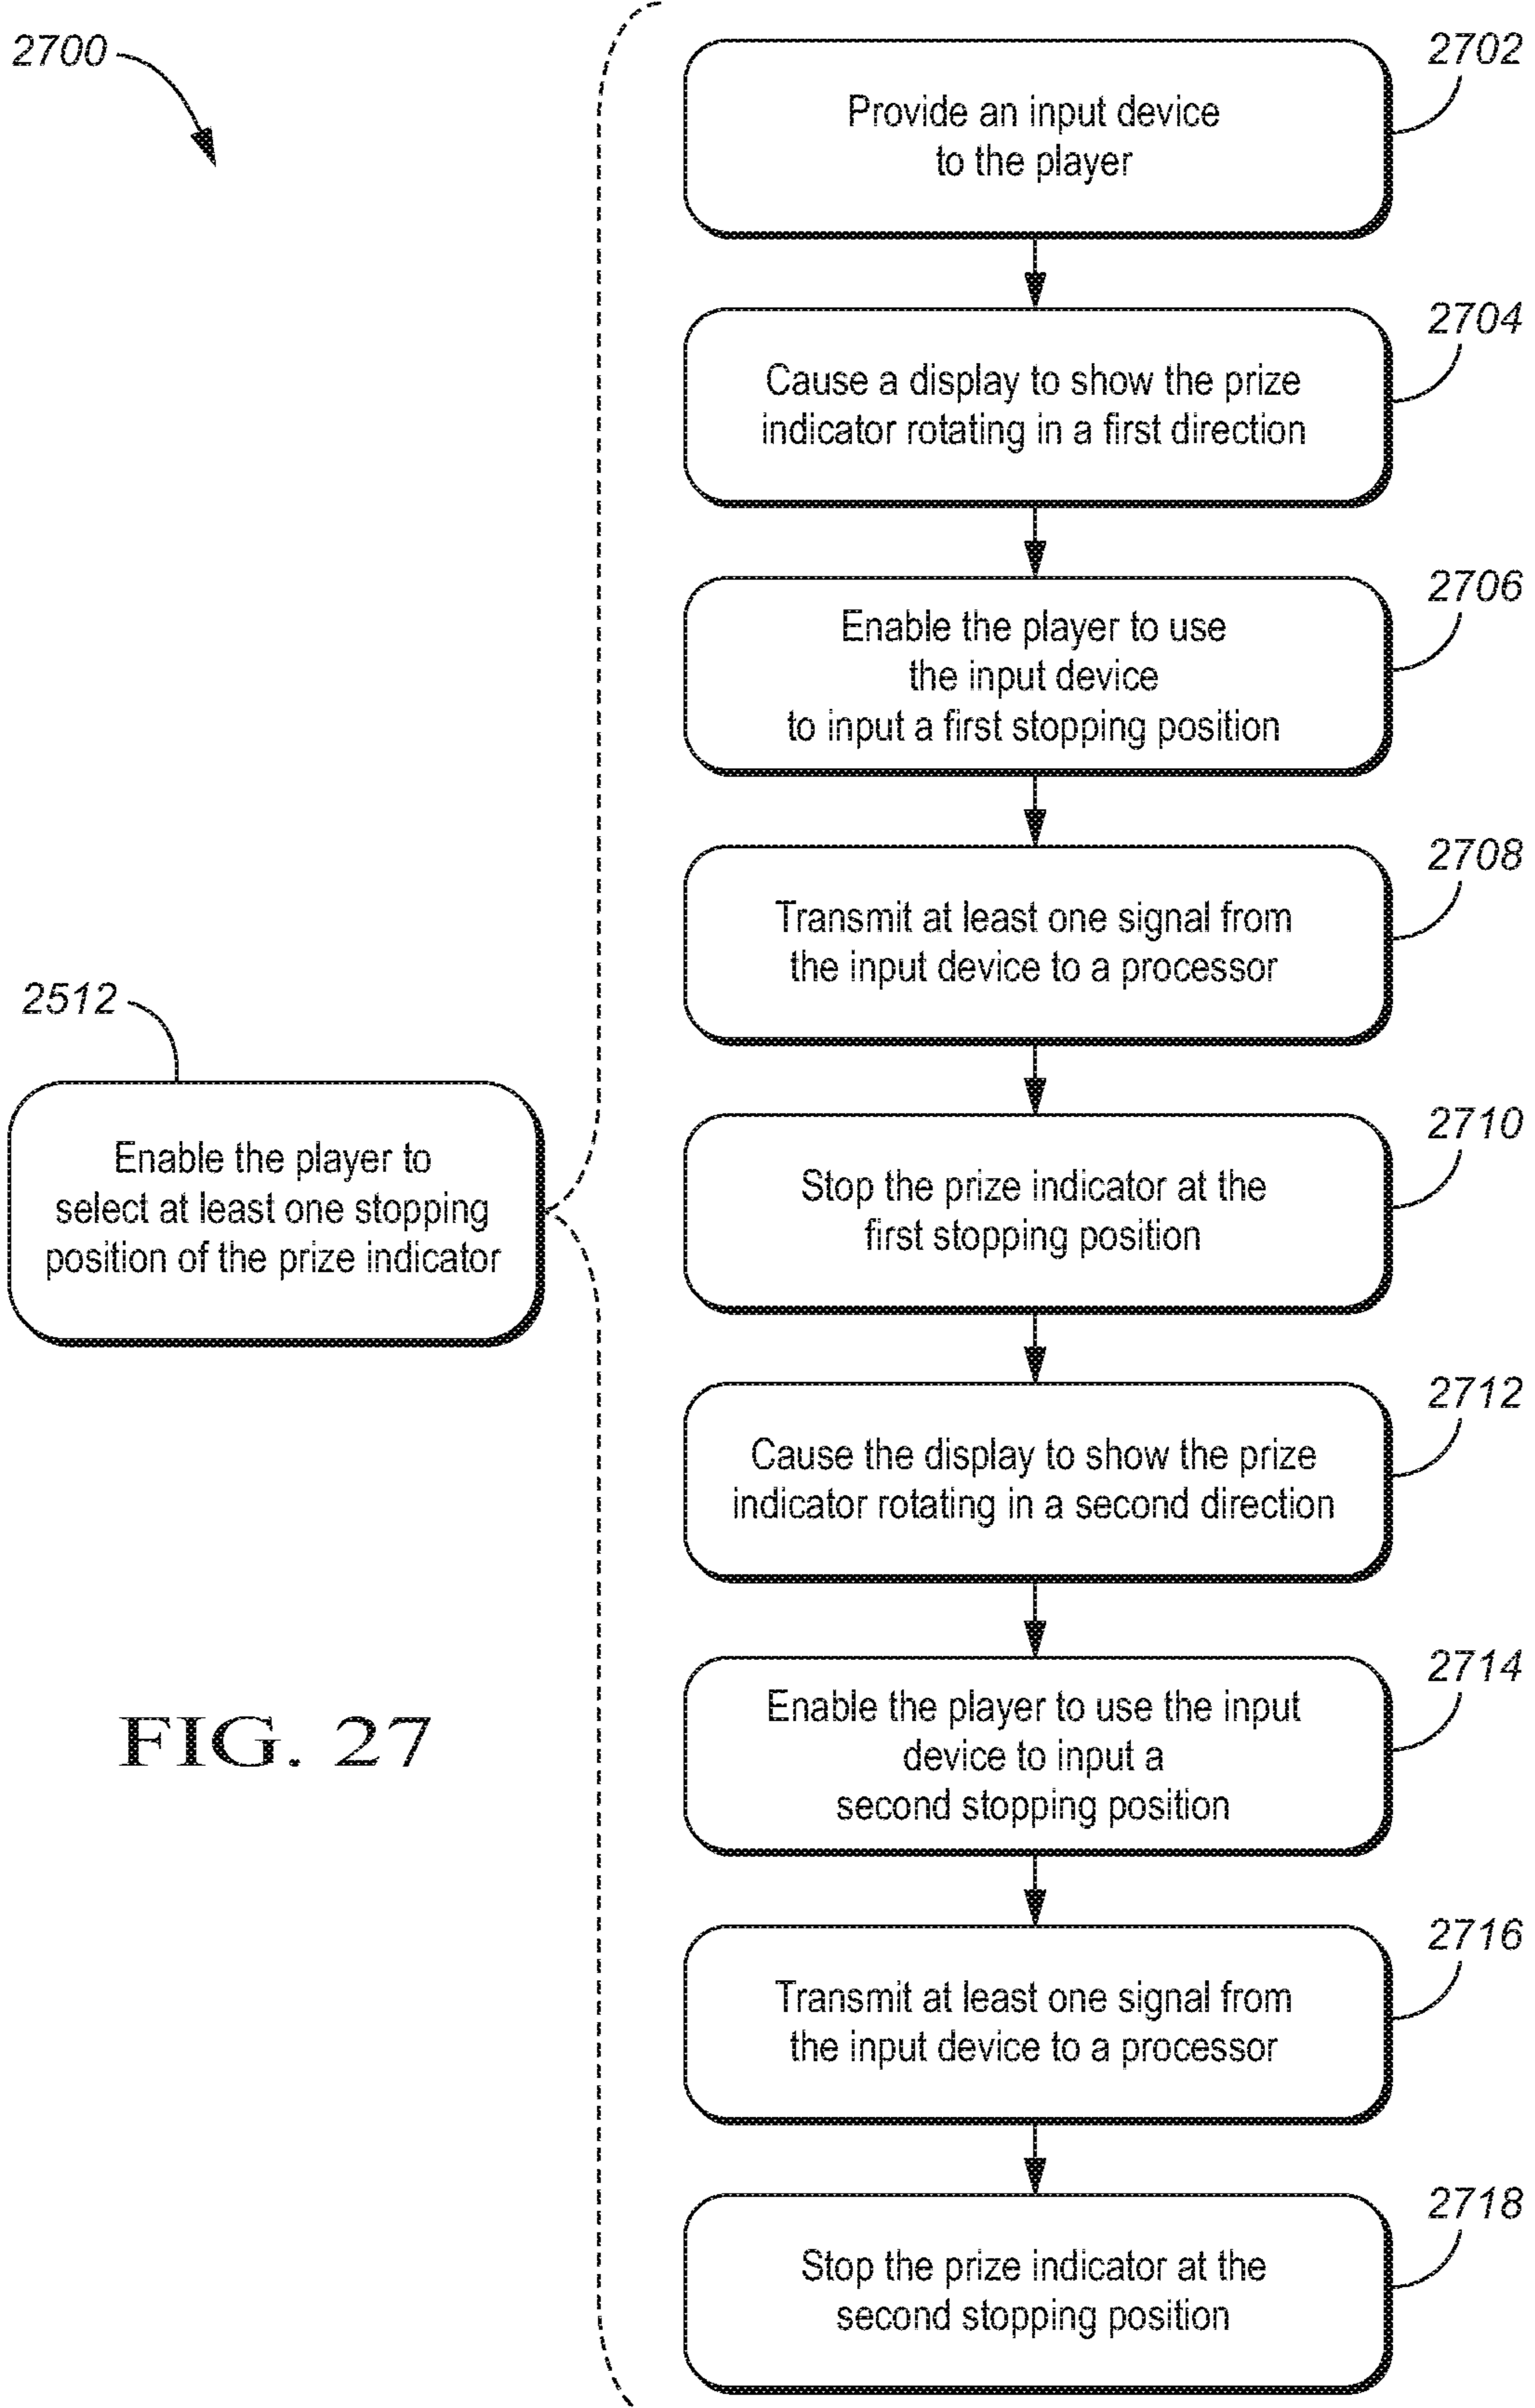 2700
2702
Provide an input device
to the player
2704
Cause a display to show the prize
indicator rotating in a first direction
2706
Enable the player to use
the input device
to input a first stopping position
2708
Transmit at least one signal from
the input device to a processor
2512
Enable the player to
select at least one stopping
position of the prize indicator
2710
Stop the prize indicator at the
first stopping position
2712
Cause the display to show the prize
indicator rotating in a second direction
2714
Enable the player to use the input
device to input a
second stopping position
FIG. 27
2716
Transmit at least one signal from
the input device to a processor
2718
Stop the prize indicator at the
second stopping position